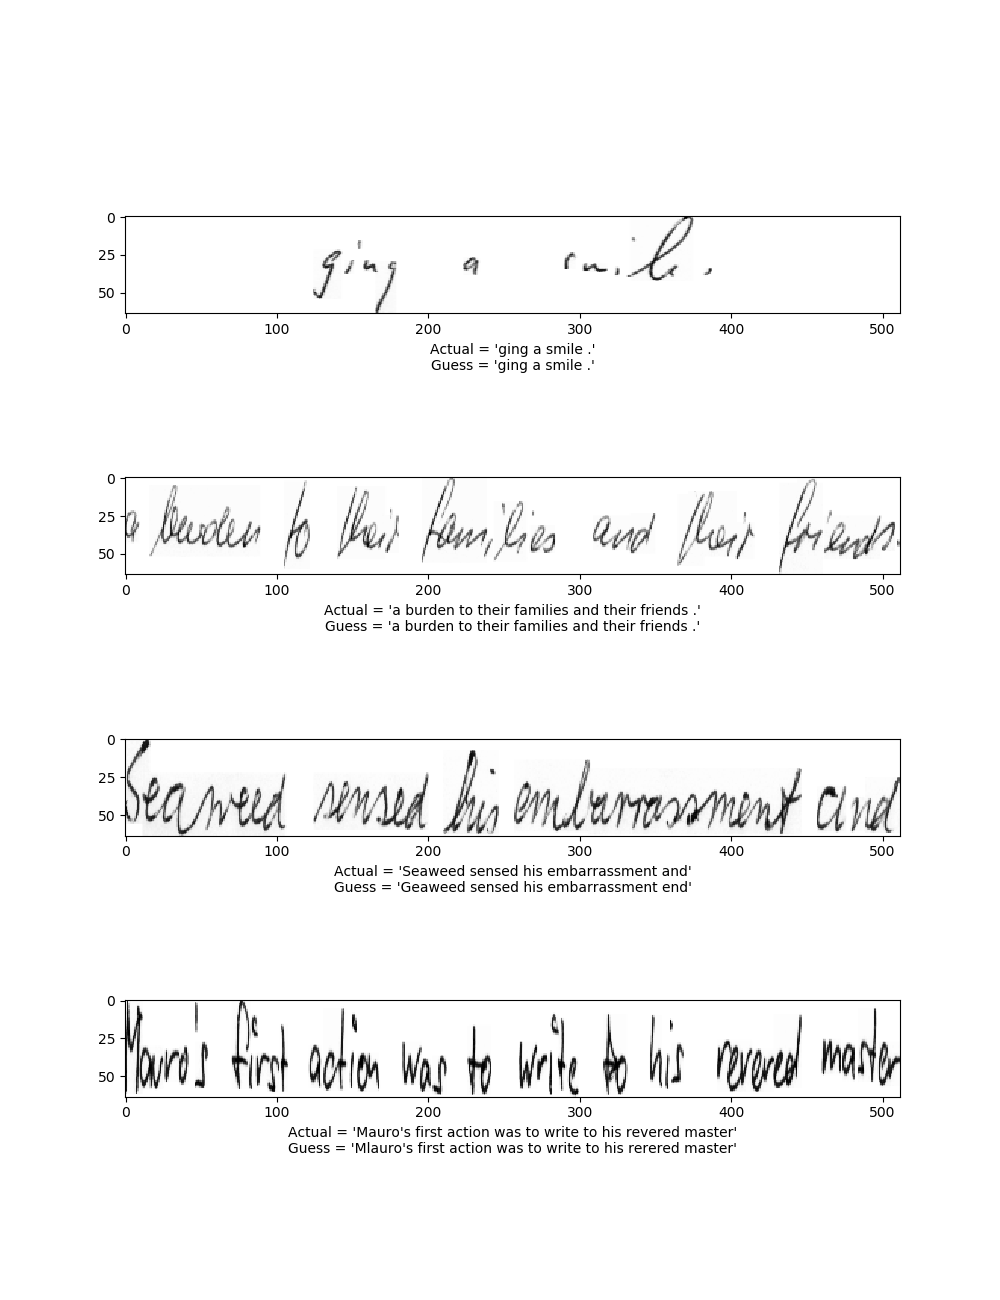 0
25
50
ging a smile .
0 100 200 300 400 500
Actual = 'ging a smile .'
Guess = 'ging a smile .'
0
25
50
a burden to their families and their friends.
0 100 200 300 400 500
Actual = 'a burden to their families and their friends .'
Guess = 'a burden to their families and their friends .'
0
25
50
Seaweed sensed his embarrassment and
0 100 200 300 400 500
Actual = 'Seaweed sensed his embarrassment and'
Guess = 'Geaweed sensed his embarrassment end'
0
25
50
Mauro's first action was to write to his revered master
0 100 200 300 400 500
Actual = 'Mauro's first action was to write to his revered master'
Guess = 'Mlauro's first action was to write to his rerered master'